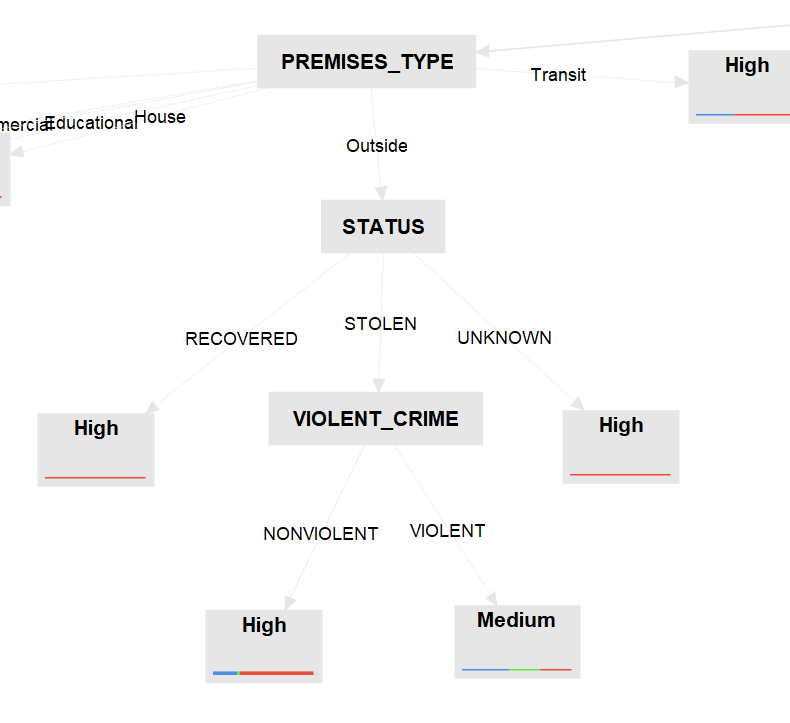 PREMISES_TYPE
High
Transit
Educational
House
Outside
STATUS
RECOVERED
STOLEN
UNKNOWN
High
VIOLENT_CRIME
High
NONVIOLENT
VIOLENT
High
Medium